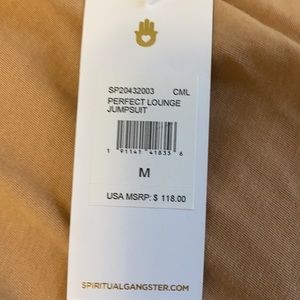 SP20432003 CML
PERFECT LOUNGE
JUMPSUIT
1 91141 41833 6
M
USA MSRP: $ 118.00
SPIRITUALGANGSTER.COM